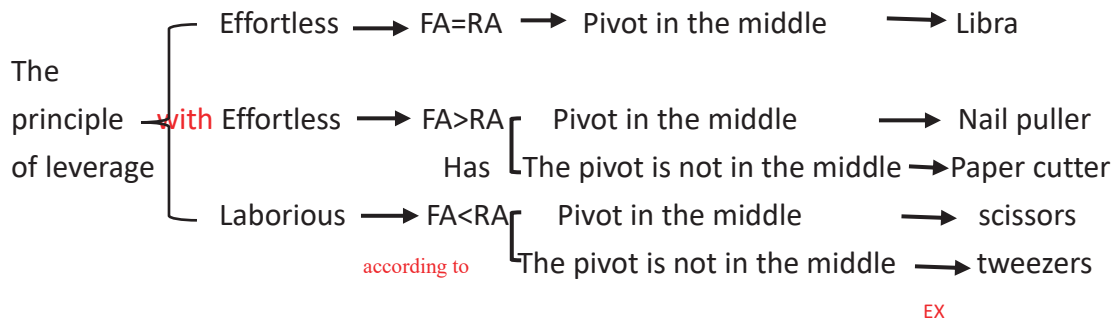 Effortless FA=RA Pivot in the middle Libra
The
principle with Effortless FA>RA Pivot in the middle Nail puller
of leverage Has The pivot is not in the middle Paper cutter
Laborious FA<RA Pivot in the middle scissors
according to The pivot is not in the middle tweezers
EX